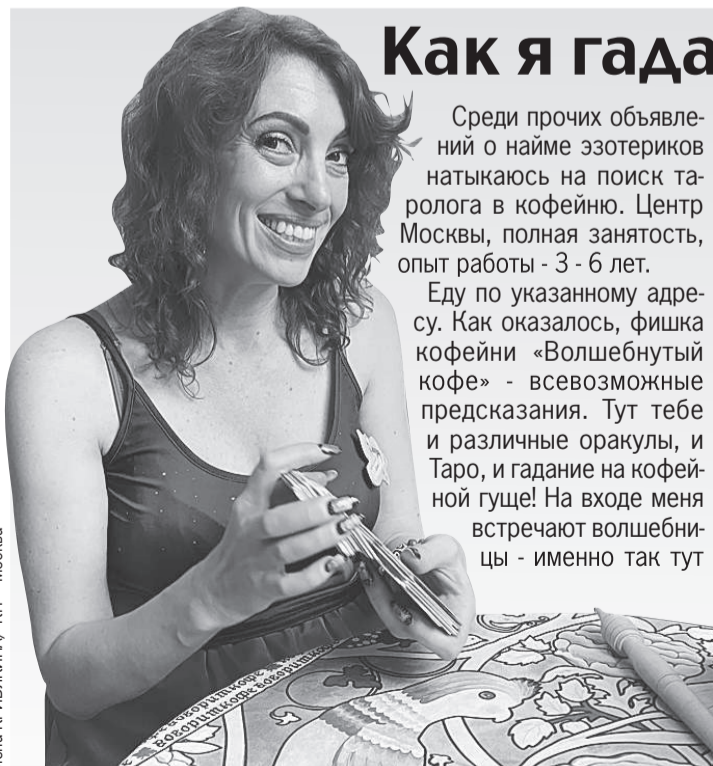 Как я гада
Среди прочих объявле-
ний о найме эзотериков
натыкаюсь на поиск та-
ролога в кофейню. Центр
Москвы, полная занятость,
опыт работы - 3 - 6 лет.
Еду по указанному адре-
су. Как оказалось, фишка
кофейни «Волшебнутый
кофе» - всевозможные
предсказания. Тут тебе
и различные оракулы, и
Таро, и гадание на кофей-
ной гуще! На входе меня
встречают волшебни-
цы - именно так тут